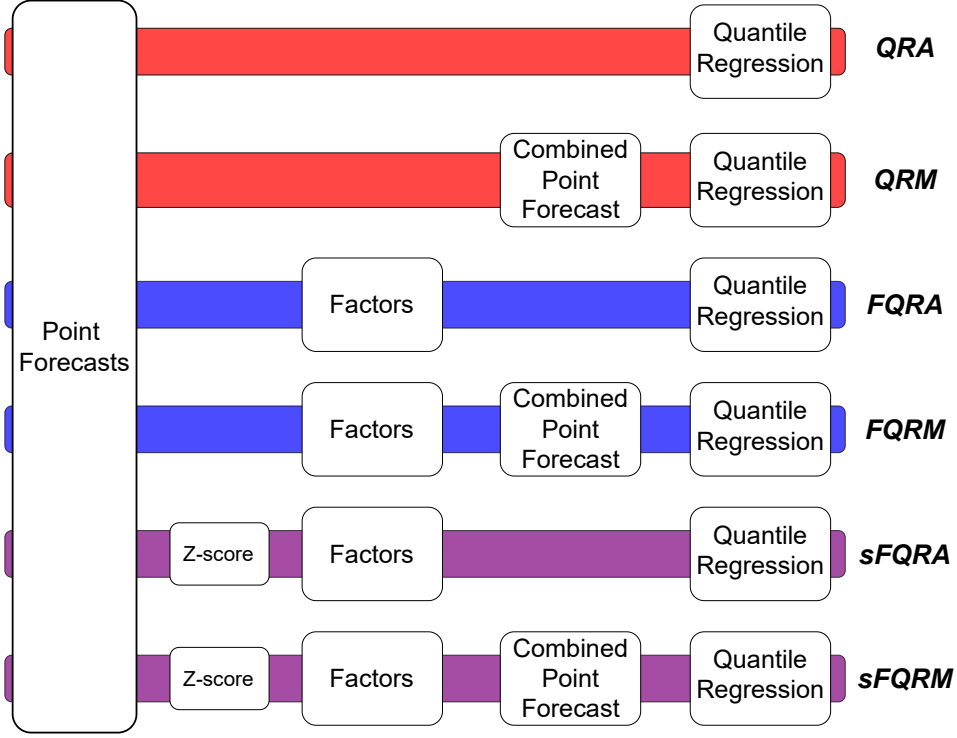 Point
Forecasts
Quantile
Regression
QRA
Combined
Point
Forecast
Quantile
Regression
QRM
Factors
Quantile
Regression
FQRA
Factors
Combined
Point
Forecast
Quantile
Regression
FQRM
Z-score
Factors
Quantile
Regression
sFQRA
Z-score
Factors
Combined
Point
Forecast
Quantile
Regression
sFQRM